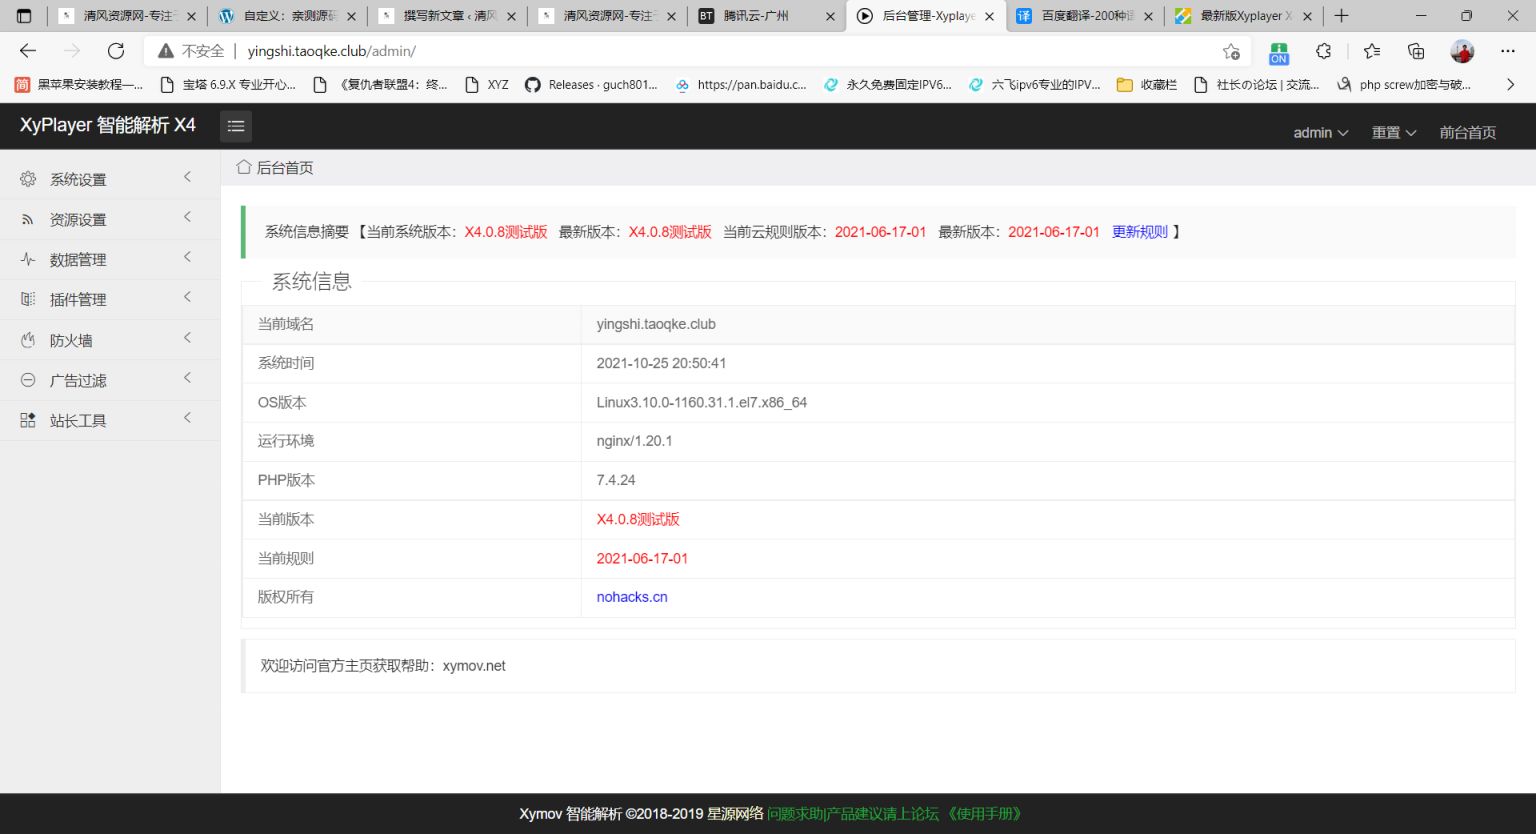 清风资源网-专注于
自定义：亲测源码
撰写新文章 ‹ 清风
清风资源网-专注于
BT 腾讯云-广州
后台管理-Xyplaye
译 百度翻译-200种语
最新版Xyplayer X
不安全 | yingshi.taoqke.club/admin/
ON
简 黑苹果安装教程—...
宝塔 6.9.X 专业开心...
《复仇者联盟4：终...
XYZ
Releases · guch801...
https://pan.baidu.c...
永久免费固定IPV6...
六飞ipv6专业的IPV...
收藏栏
社长の论坛 | 交流...
php screw加密与破...
XyPlayer 智能解析 X4
admin
重置
前台首页
系统设置
资源设置
数据管理
插件管理
防火墙
广告过滤
站长工具
后台首页
系统信息摘要 【当前系统版本：X4.0.8测试版 最新版本：X4.0.8测试版 当前云规则版本：2021-06-17-01 最新版本：2021-06-17-01 更新规则 】
系统信息
当前域名 yingshi.taoqke.club
系统时间 2021-10-25 20:50:41
OS版本 Linux3.10.0-1160.31.1.el7.x86_64
运行环境 nginx/1.20.1
PHP版本 7.4.24
当前版本 X4.0.8测试版
当前规则 2021-06-17-01
版权所有 nohacks.cn
欢迎访问官方主页获取帮助：xymov.net
Xymov 智能解析 ©2018-2019 星源网络 问题求助|产品建议请上论坛 《使用手册》